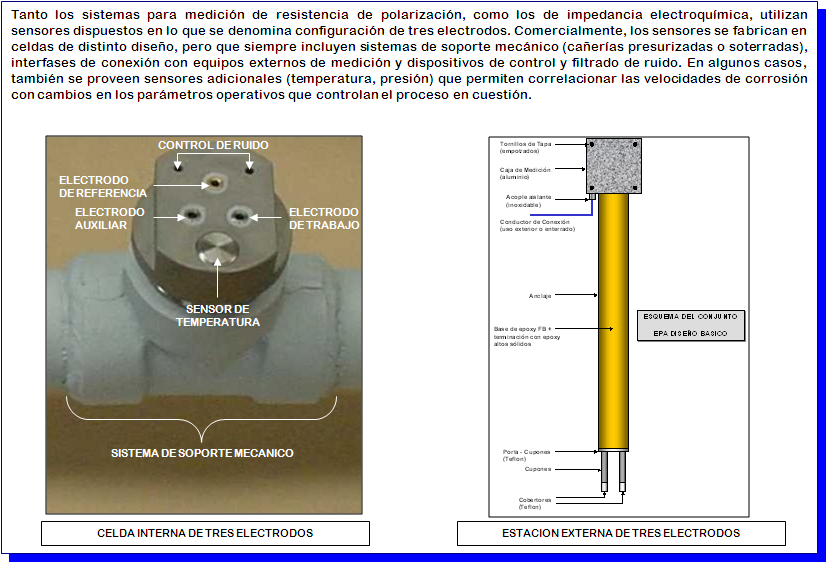 Tanto los sistemas para medición de resistencia de polarización, como los de impedancia electroquímica, utilizan
sensores dispuestos en lo que se denomina configuración de tres electrodos. Comercialmente, los sensores se fabrican en
celdas de distinto diseño, pero que siempre incluyen sistemas de soporte mecánico (cañerías presurizadas o soterradas),
interfases de conexión con equipos externos de medición y dispositivos de control y filtrado de ruido. En algunos casos,
también se proveen sensores adicionales (temperatura, presión) que permiten correlacionar las velocidades de corrosión
con cambios en los parámetros operativos que controlan el proceso en cuestión.
CONTROL DE RUIDO
ELECTRODO
DE REFERENCIA
ELECTRODO
AUXILIAR
ELECTRODO
DE TRABAJO
SENSOR DE
TEMPERATURA
SISTEMA DE SOPORTE MECANICO
CELDA INTERNA DE TRES ELECTRODOS
Tornillos de Tapa
(empotrados)
Caja de Medición
(aluminio)
Acople aislante
(inoxidable)
Conductor de Conexión
(uso exterior o enterrado)
Anclaje
ESQUEMA DEL CONJUNTO
EPA DISEÑO BASICO
Base de epoxy FB +
terminación con epoxy
altos sólidos
Porta - Cupones
(Teflon)
Cupones
Cobertores
(Teflon)
ESTACION EXTERNA DE TRES ELECTRODOS